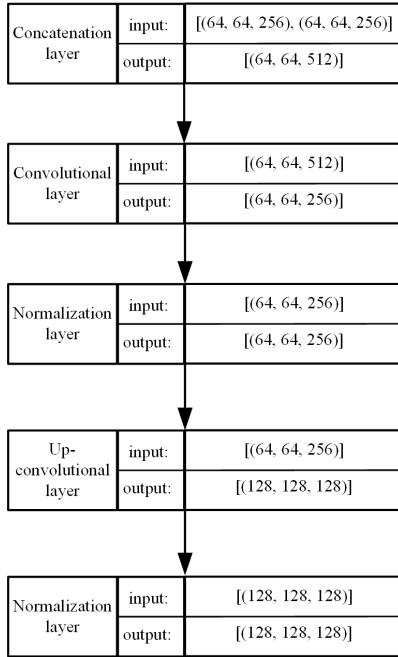 Concatenation
layer
input:
[(64, 64, 256), (64, 64, 256)]
output:
[(64, 64, 512)]
Convolutional
layer
input:
[(64, 64, 512)]
output:
[(64, 64, 256)]
Normalization
layer
input:
[(64, 64, 256)]
output:
[(64, 64, 256)]
Up-
convolutional
layer
input:
[(64, 64, 256)]
output:
[(128, 128, 128)]
Normalization
layer
input:
[(128, 128, 128)]
output:
[(128, 128, 128)]